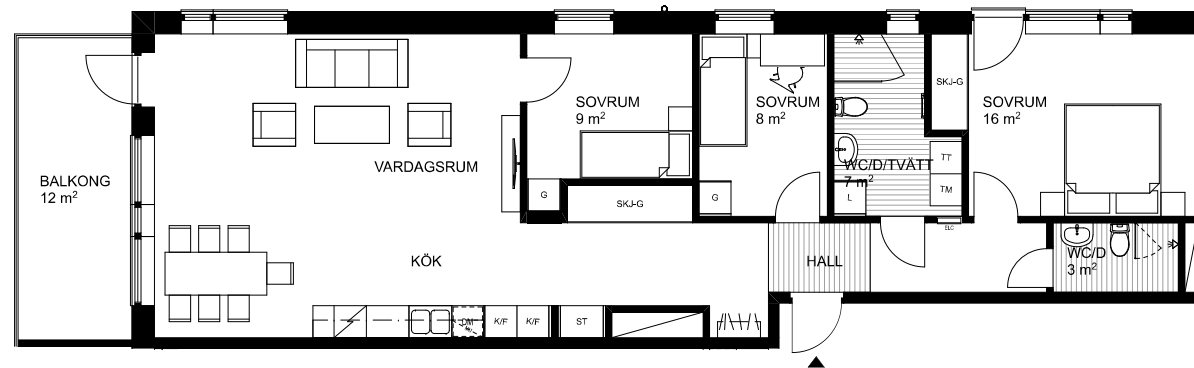 BALKONG
12 m²
VARDAGSRUM
KÖK
DM
K/F
K/F
ST
SOVRUM
9 m²
G
SKJ-G
SOVRUM
8 m²
G
WC/D/TVÄTT
7 m²
L
TT
TM
ELC
SKJ-G
SOVRUM
16 m²
HALL
WC/D
3 m²